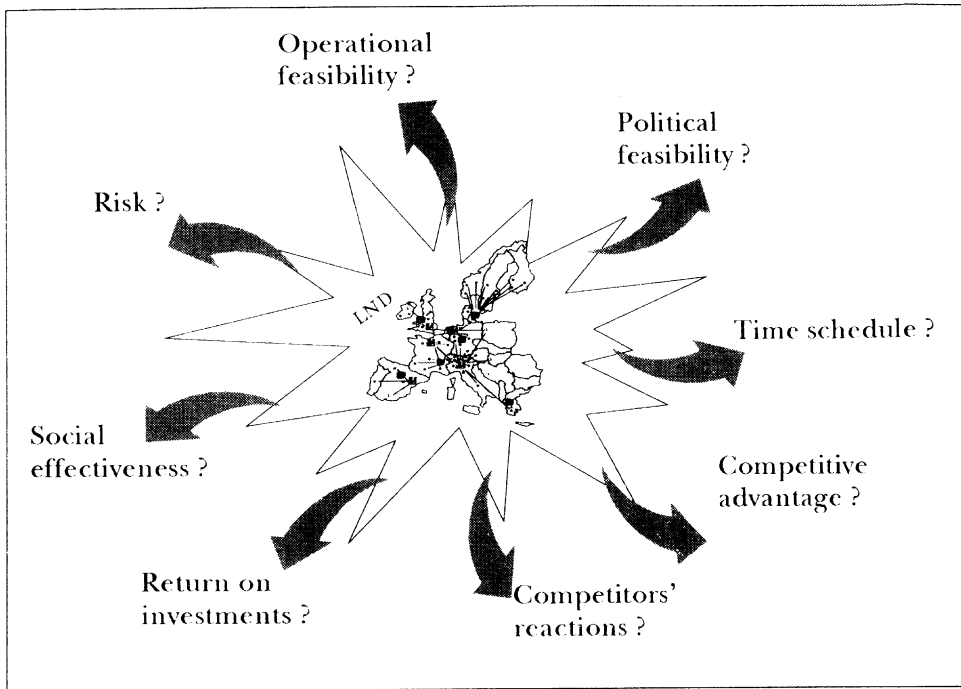 Operational
feasibility ?
Political
feasibility ?
Risk ?
LND
Time schedule ?
Social
effectiveness ?
Competitive
advantage ?
Return on
investments ?
Competitors'
reactions ?